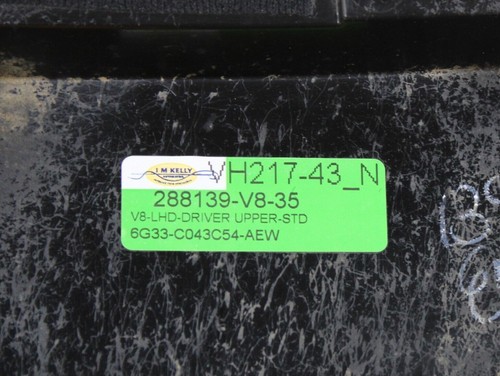 I M KELLY
VH217-43_N
288139-V8-35
V8-LHD-DRIVER UPPER-STD
6G33-C043C54-AEW